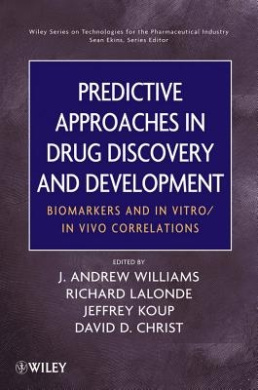 Wiley Series on Technologies for the Pharmaceutical Industry
Sean Ekins, Series Editor
PREDICTIVE
APPROACHES IN
DRUG DISCOVERY
AND DEVELOPMENT
BIOMARKERS AND IN VITRO/
IN VIVO CORRELATIONS
EDITED BY
J. ANDREW WILLIAMS
RICHARD LALONDE
JEFFREY KOUP
DAVID D. CHRIST
WILEY